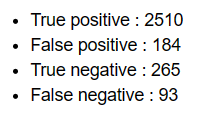 • True positive : 2510
• False positive : 184
• True negative : 265
• False negative : 93